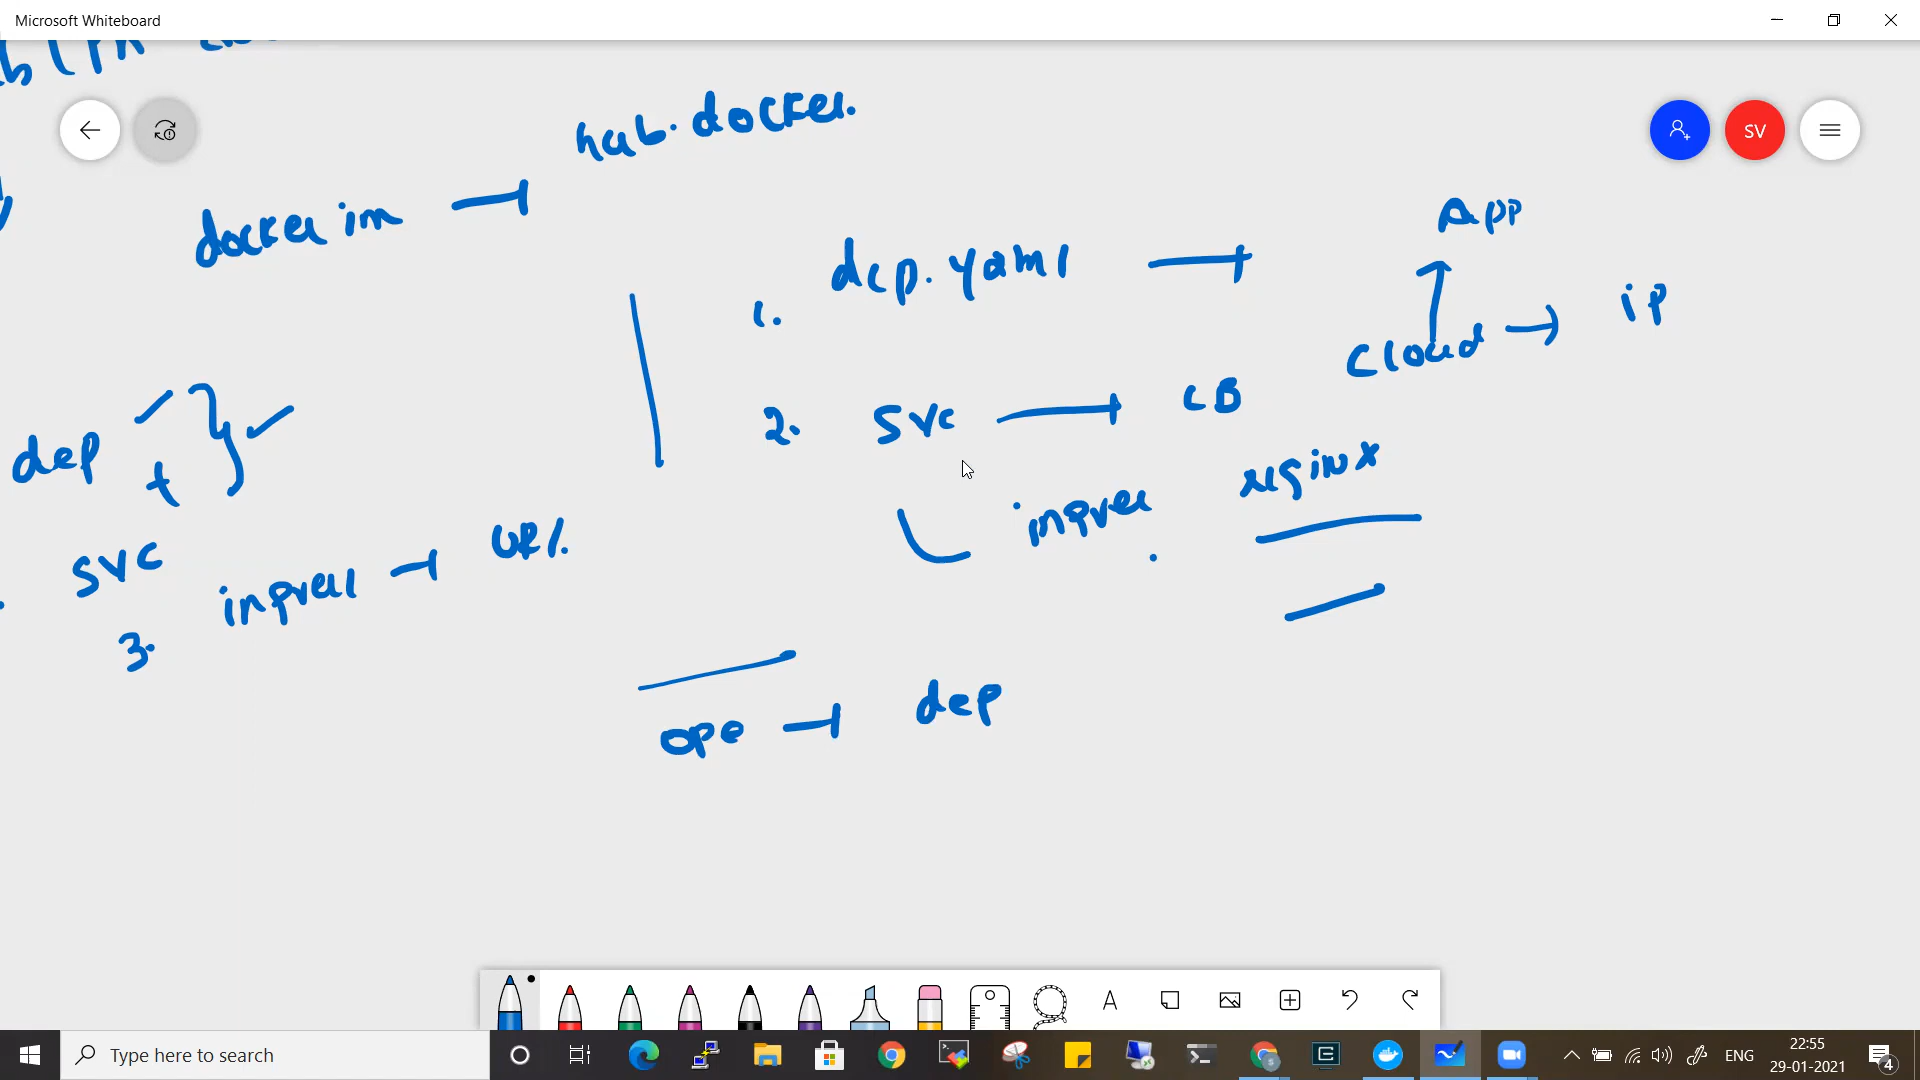 Microsoft Whiteboard
hub.docker.
SV
docker im
App
1. dep.yaml
ip
cloud
2. svc
LB
dep
nginx
+
ingress
svc
ingress
URL
3.
ope
dep
A
Type here to search
ENG
22:55
29-01-2021
4